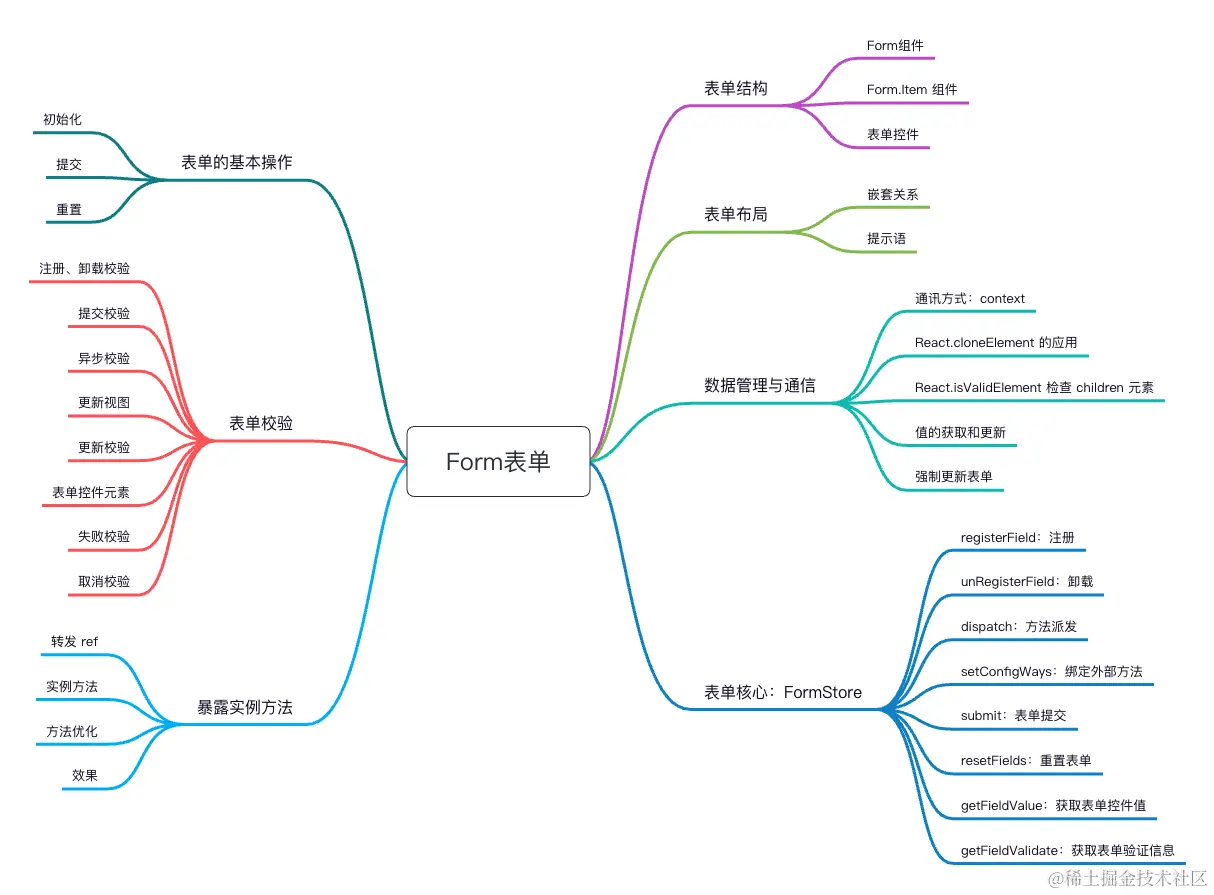 Form表单
表单结构
Form组件
Form.Item 组件
表单控件
表单布局
嵌套关系
提示语
数据管理与通信
通讯方式：context
React.cloneElement 的应用
React.isValidElement 检查 children 元素
值的获取和更新
强制更新表单
表单核心：FormStore
registerField：注册
unRegisterField：卸载
dispatch：方法派发
setConfigWays：绑定外部方法
submit：表单提交
resetFields：重置表单
getFieldValue：获取表单控件值
getFieldValidate：获取表单验证信息
表单的基本操作
初始化
提交
重置
表单校验
注册、卸载校验
提交校验
异步校验
更新视图
更新校验
表单控件元素
失败校验
取消校验
暴露实例方法
转发 ref
实例方法
方法优化
效果
@稀土掘金技术社区